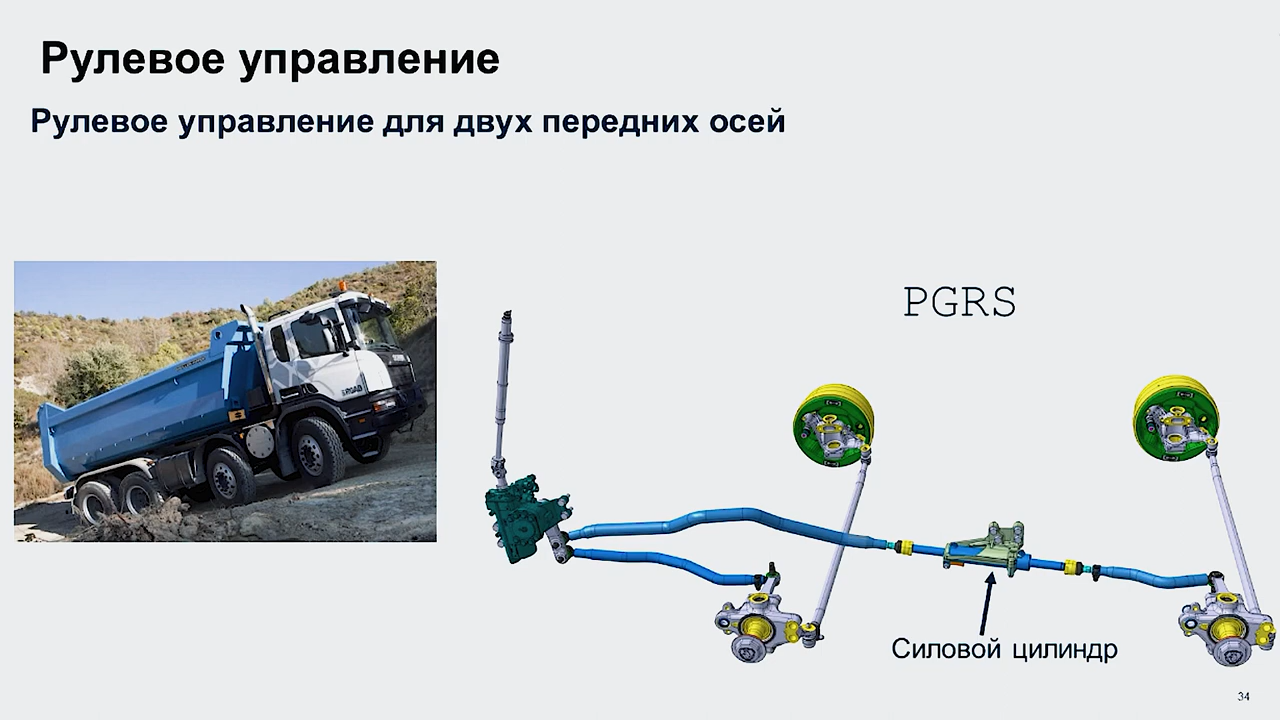 Рулевое управление
Рулевое управление для двух передних осей
PGRS
Силовой цилиндр
34